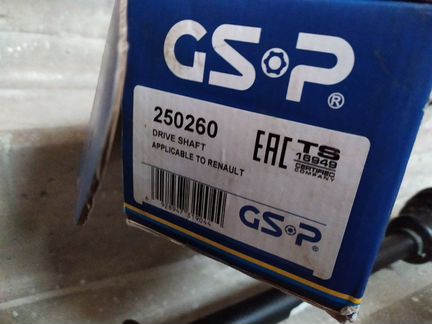 GSP®
250260
DRIVE SHAFT
APPLICABLE TO RENAULT
EAC
TS
16949
CERTIFIED
COMPANY
GSP